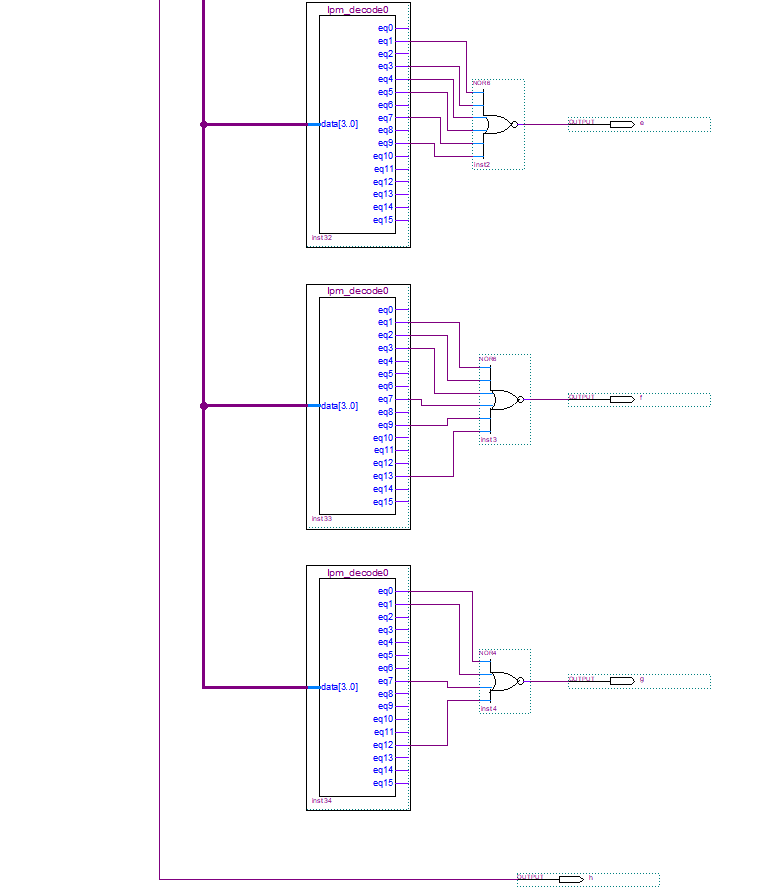 lpm_decode0
eq0
eq1
eq2
eq3
eq4
eq5
eq6
eq7
eq8
eq9
eq10
eq11
eq12
eq13
eq14
eq15
data[3..0]
inst32
NOR6
inst2
OUTPUT
e
lpm_decode0
eq0
eq1
eq2
eq3
eq4
eq5
eq6
eq7
eq8
eq9
eq10
eq11
eq12
eq13
eq14
eq15
data[3..0]
inst33
NOR6
inst3
OUTPUT
f
lpm_decode0
eq0
eq1
eq2
eq3
eq4
eq5
eq6
eq7
eq8
eq9
eq10
eq11
eq12
eq13
eq14
eq15
data[3..0]
inst34
NOR4
inst4
OUTPUT
g
OUTPUT
h